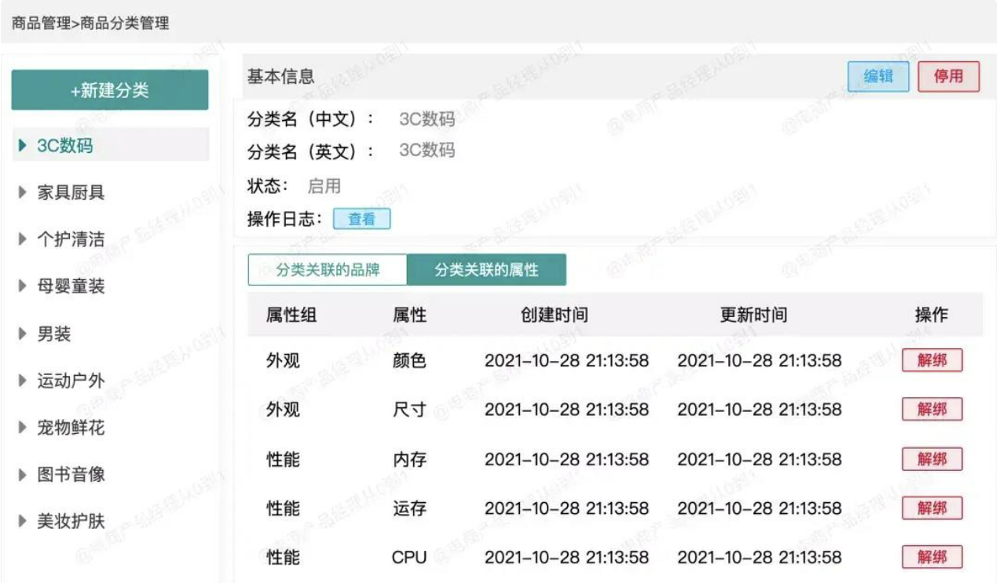 商品管理>商品分类管理
+新建分类
3C数码
家具厨具
个护清洁
母婴童装
男装
运动户外
宠物鲜花
图书音像
美妆护肤
基本信息 编辑 停用
分类名（中文）： 3C数码
分类名（英文）： 3C数码
状态： 启用
操作日志： 查看
分类关联的品牌 分类关联的属性
属性组 属性 创建时间 更新时间 操作
外观 颜色 2021-10-28 21:13:58 2021-10-28 21:13:58 解绑
外观 尺寸 2021-10-28 21:13:58 2021-10-28 21:13:58 解绑
性能 内存 2021-10-28 21:13:58 2021-10-28 21:13:58 解绑
性能 运存 2021-10-28 21:13:58 2021-10-28 21:13:58 解绑
性能 CPU 2021-10-28 21:13:58 2021-10-28 21:13:58 解绑
@电商产品经理从0到1